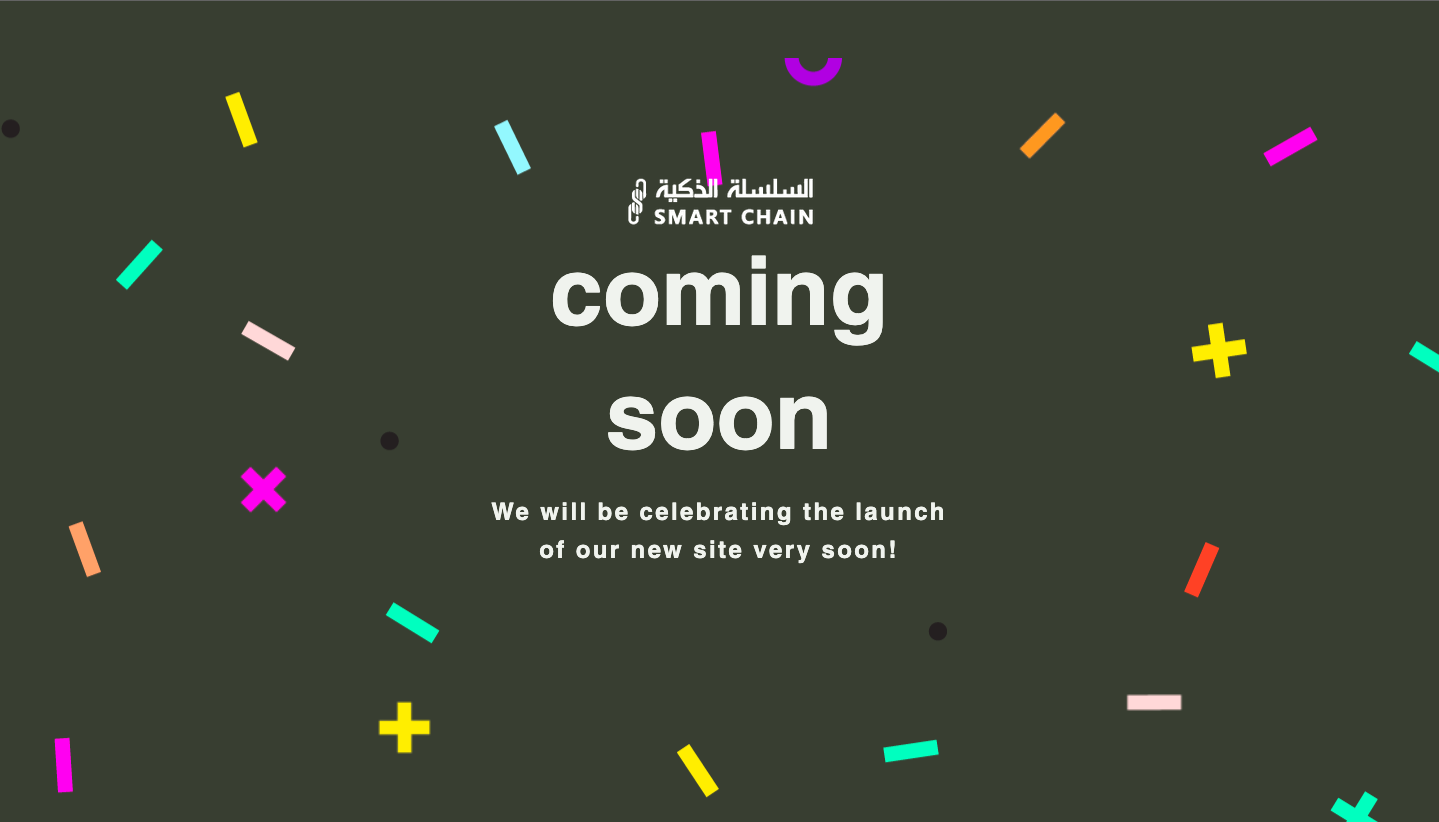 السلسلة الذكية
SMART CHAIN
coming
soon
We will be celebrating the launch
of our new site very soon!